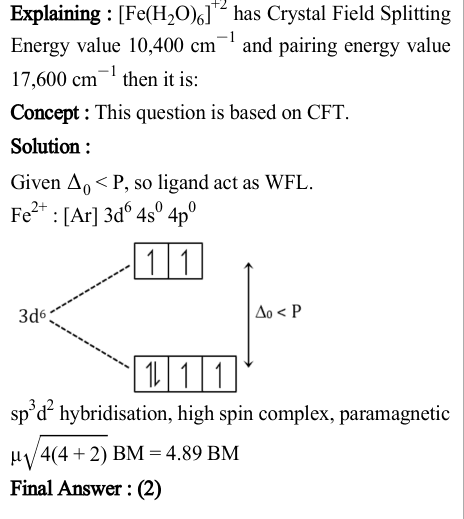 Explaining : [Fe(H₂O)₆]⁺² has Crystal Field Splitting
Energy value 10,400 cm⁻¹ and pairing energy value
17,600 cm⁻¹ then it is:
Concept : This question is based on CFT.
Solution :
Given Δ₀ < P, so ligand act as WFL.
Fe²⁺ : [Ar] 3d⁶ 4s⁰ 4p⁰
1 1
3d⁶
Δ₀ < P
1⇂ 1 1
sp³d² hybridisation, high spin complex, paramagnetic
μ√4(4 + 2) BM = 4.89 BM
Final Answer : (2)